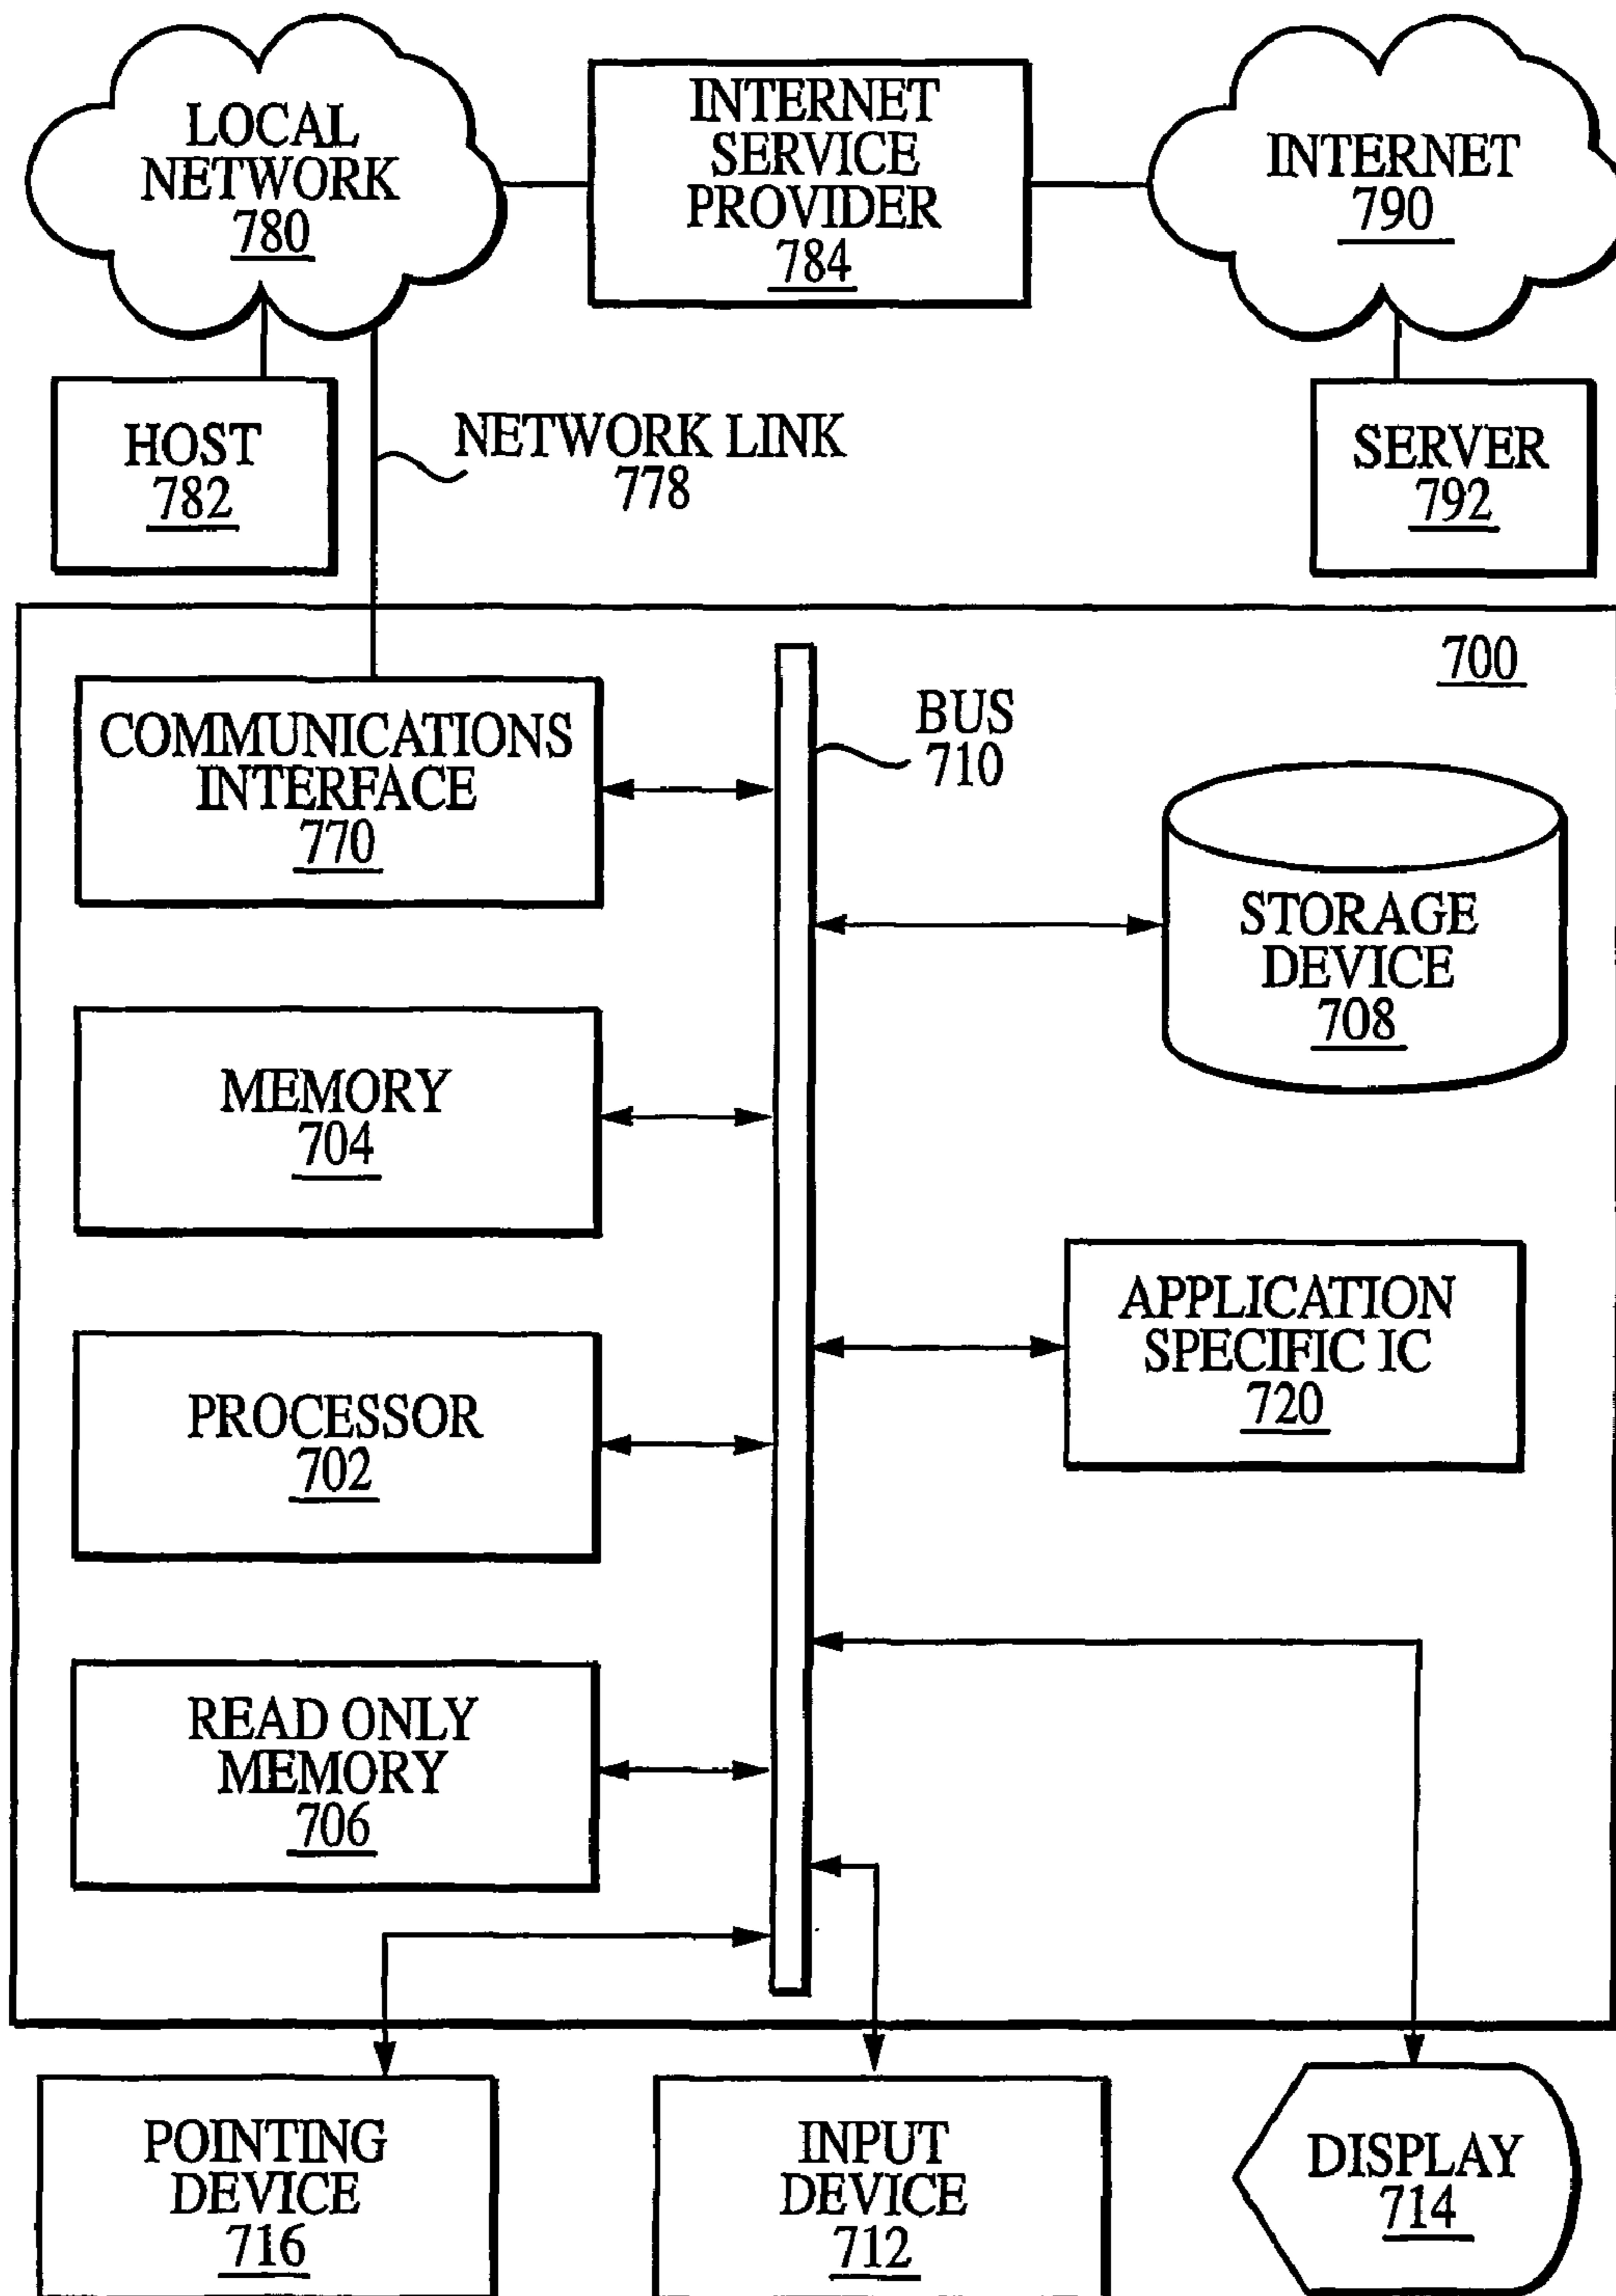 LOCAL
NETWORK
780
INTERNET
SERVICE
PROVIDER
784
INTERNET
790
HOST
782
NETWORK LINK
778
SERVER
792
700
COMMUNICATIONS
INTERFACE
770
BUS
710
STORAGE
DEVICE
708
MEMORY
704
APPLICATION
SPECIFIC IC
720
PROCESSOR
702
READ ONLY
MEMORY
706
POINTING
DEVICE
716
INPUT
DEVICE
712
DISPLAY
714